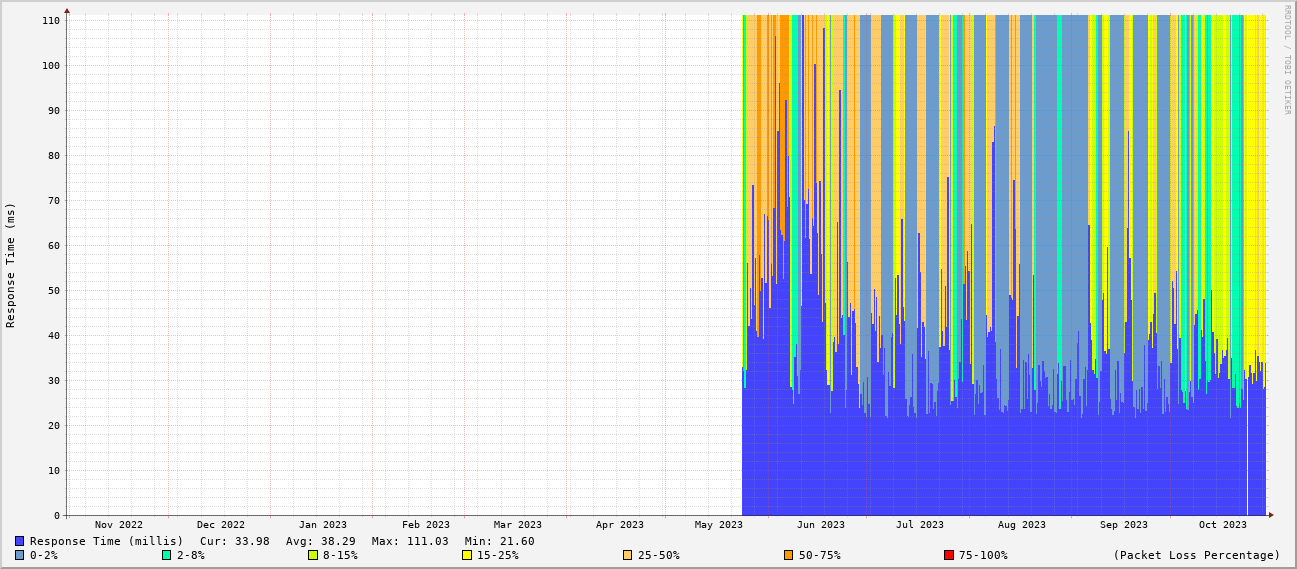 RRDTOOL / TOBI OETIKER
Response Time (ms)
110
100
90
80
70
60
50
40
30
20
10
0
Nov 2022 Dec 2022 Jan 2023 Feb 2023 Mar 2023 Apr 2023 May 2023 Jun 2023 Jul 2023 Aug 2023 Sep 2023 Oct 2023
Response Time (millis) Cur: 33.98 Avg: 38.29 Max: 111.03 Min: 21.60
0-2% 2-8% 8-15% 15-25% 25-50% 50-75% 75-100% (Packet Loss Percentage)